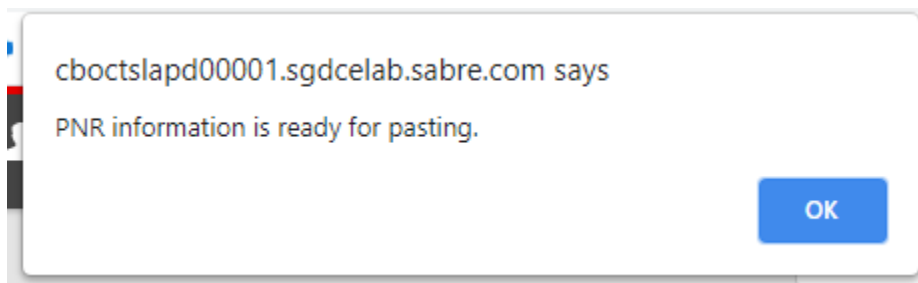 cboctslapd00001.sgdcelab.sabre.com says
PNR information is ready for pasting.
OK